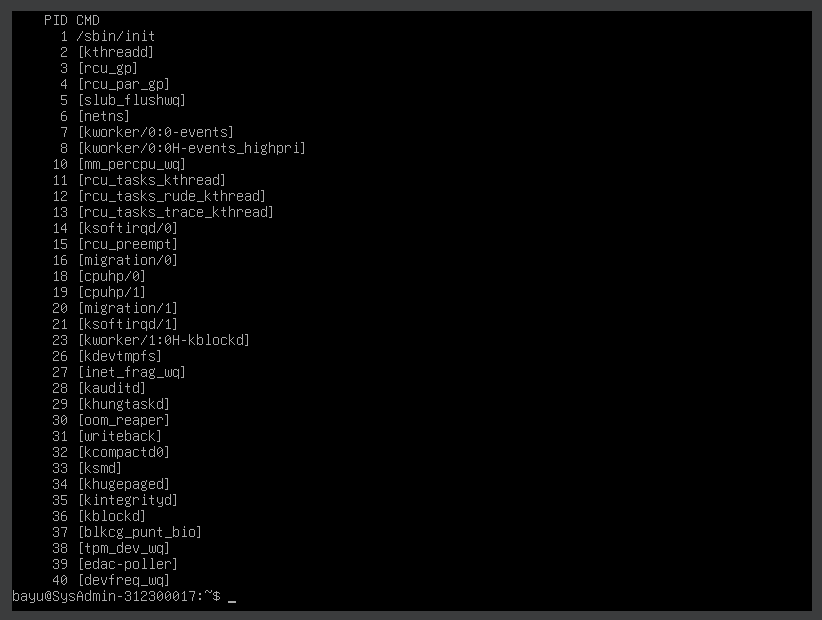 PID CMD
1 /sbin/init
2 [kthreadd]
3 [rcu_gp]
4 [rcu_par_gp]
5 [slub_flushwq]
6 [netns]
7 [kworker/0:0-events]
8 [kworker/0:0H-events_highpri]
10 [mm_percpu_wq]
11 [rcu_tasks_kthread]
12 [rcu_tasks_rude_kthread]
13 [rcu_tasks_trace_kthread]
14 [ksoftirqd/0]
15 [rcu_preempt]
16 [migration/0]
18 [cpuhp/0]
19 [cpuhp/1]
20 [migration/1]
21 [ksoftirqd/1]
23 [kworker/1:0H-kblockd]
26 [kdevtmpfs]
27 [inet_frag_wq]
28 [kauditd]
29 [khungtaskd]
30 [oom_reaper]
31 [writeback]
32 [kcompactd0]
33 [ksmd]
34 [khugepaged]
35 [kintegrityd]
36 [kblockd]
37 [blkcg_punt_bio]
38 [tpm_dev_wq]
39 [edac-poller]
40 [devfreq_wq]
bayu@SysAdmin-312300017:~$ _